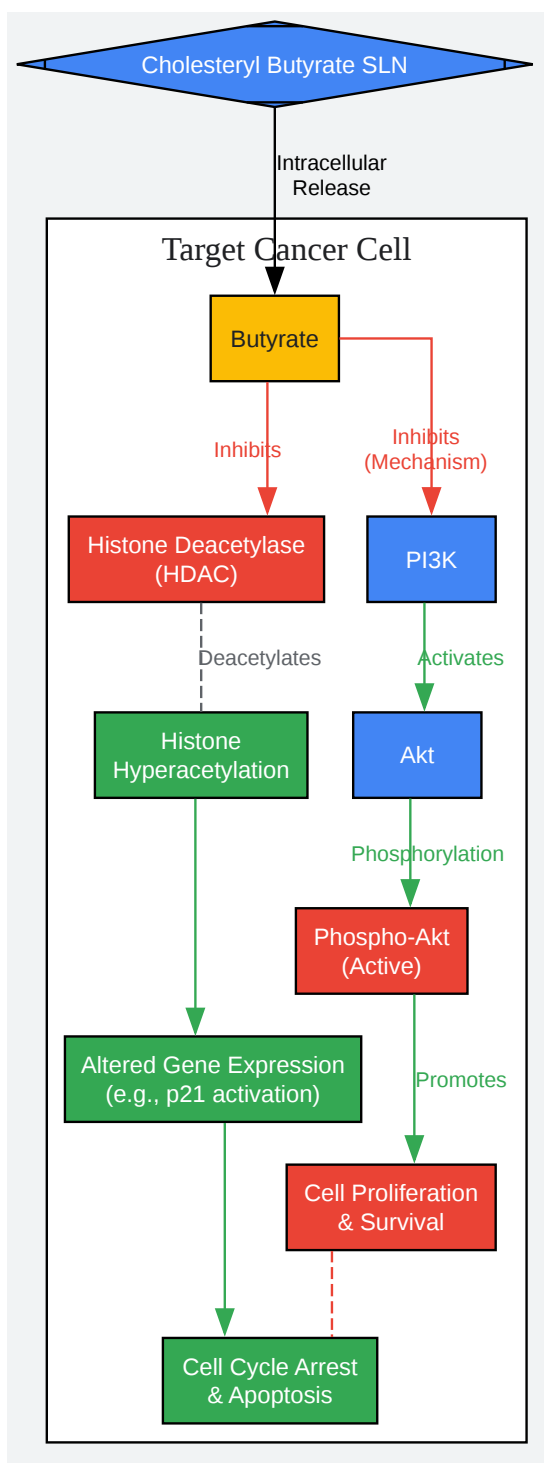 Cholesteryl Butyrate SLN
Intracellular
Release
Target Cancer Cell
Butyrate
Inhibits
Inhibits
(Mechanism)
Histone Deacetylase
(HDAC)
PI3K
Deacetylates
Activates
Histone
Hyperacetylation
Akt
Phosphorylation
Phospho-Akt
(Active)
Altered Gene Expression
(e.g., p21 activation)
Promotes
Cell Proliferation
& Survival
Cell Cycle Arrest
& Apoptosis